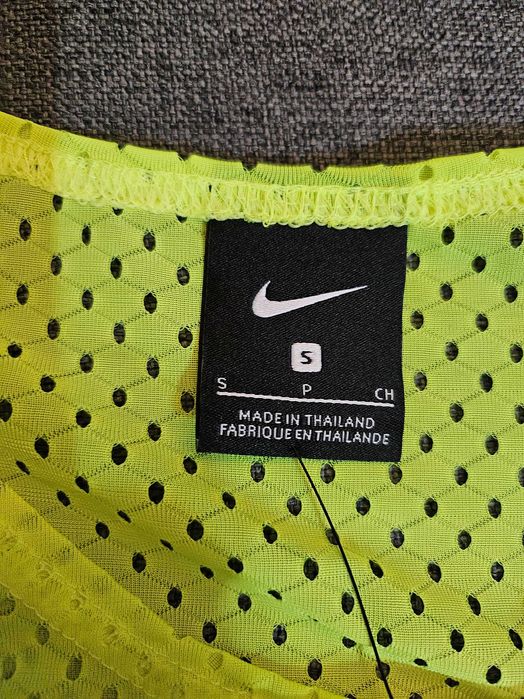 S
S P CH
MADE IN THAILAND
FABRIQUE EN THAILANDE